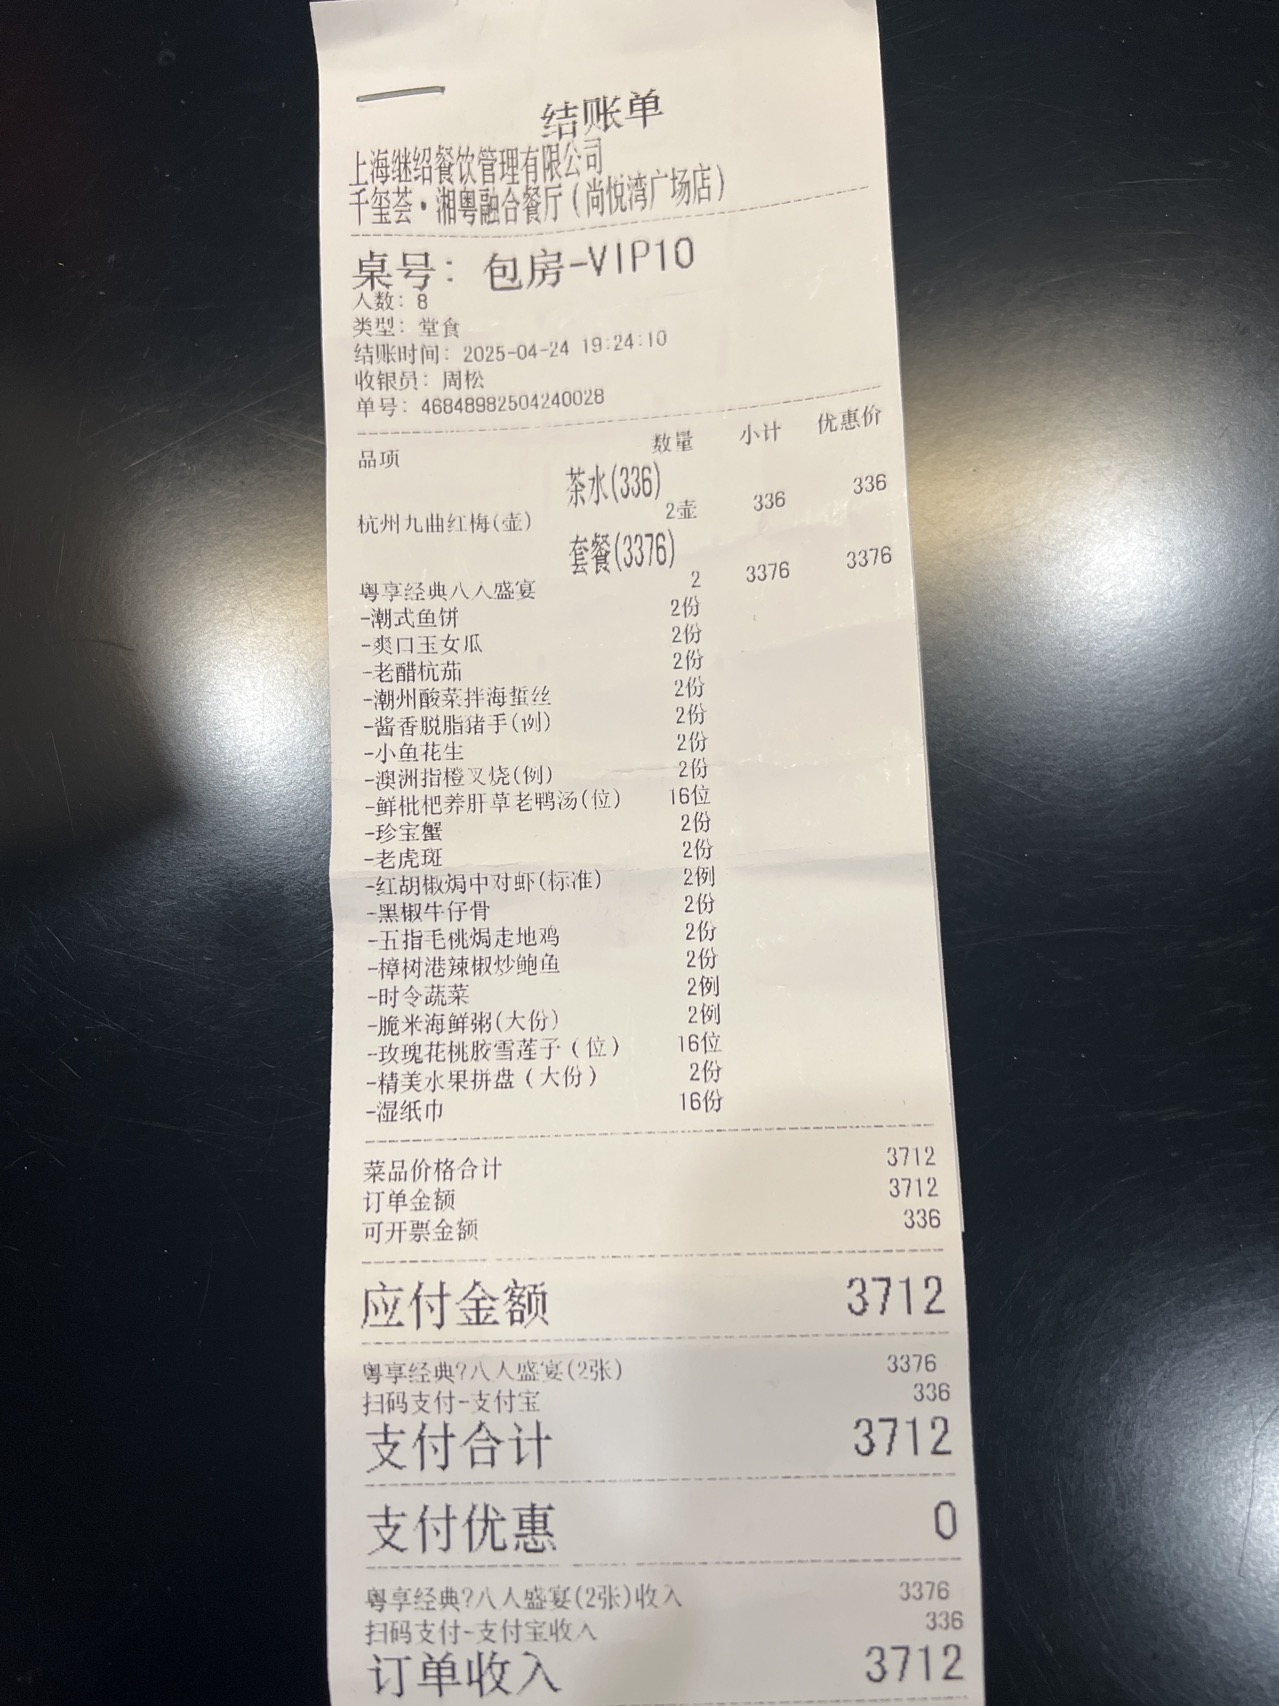 结账单
上海继绍餐饮管理有限公司
千玺荟·湘粤融合餐厅(尚悦湾广场店)
桌号: 包房-VIP10
人数: 8
类型: 堂食
结账时间: 2025-04-24 19:24:10
收银员: 周松
单号: 46848982504240028
品项 数量 小计 优惠价
茶水(336)
杭州九曲红梅(壶) 2壶 336 336
套餐(3376)
粤享经典八人盛宴 2 3376 3376
-潮式鱼饼 2份
-爽口玉女瓜 2份
-老醋杭茄 2份
-潮州酸菜拌海蜇丝 2份
-酱香脱脂猪手(例) 2份
-小鱼花生 2份
-澳洲指橙叉烧(例) 2份
-鲜枇杷养肝草老鸭汤(位) 16位
-珍宝蟹 2份
-老虎斑 2份
-红胡椒焗中对虾(标准) 2例
-黑椒牛仔骨 2份
-五指毛桃焗走地鸡 2份
-樟树港辣椒炒鲍鱼 2份
-时令蔬菜 2例
-脆米海鲜粥(大份) 2例
-玫瑰花桃胶雪莲子(位) 16位
-精美水果拼盘(大份) 2份
-湿纸巾 16份
菜品价格合计 3712
订单金额 3712
可开票金额 336
应付金额 3712
粤享经典?八人盛宴(2张) 3376
扫码支付-支付宝 336
支付合计 3712
支付优惠 0
粤享经典?八人盛宴(2张)收入 3376
扫码支付-支付宝收入 336
订单收入 3712